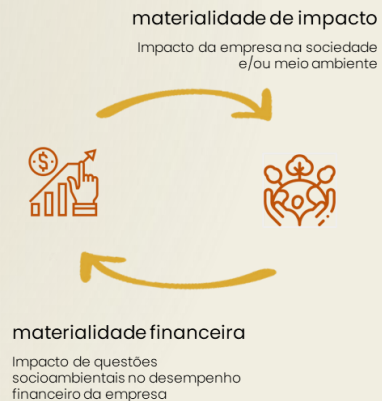 materialidade de impacto
Impacto da empresa na sociedade
e/ou meio ambiente
$
materialidade financeira
Impacto de questões
socioambientais no desempenho
financeiro da empresa